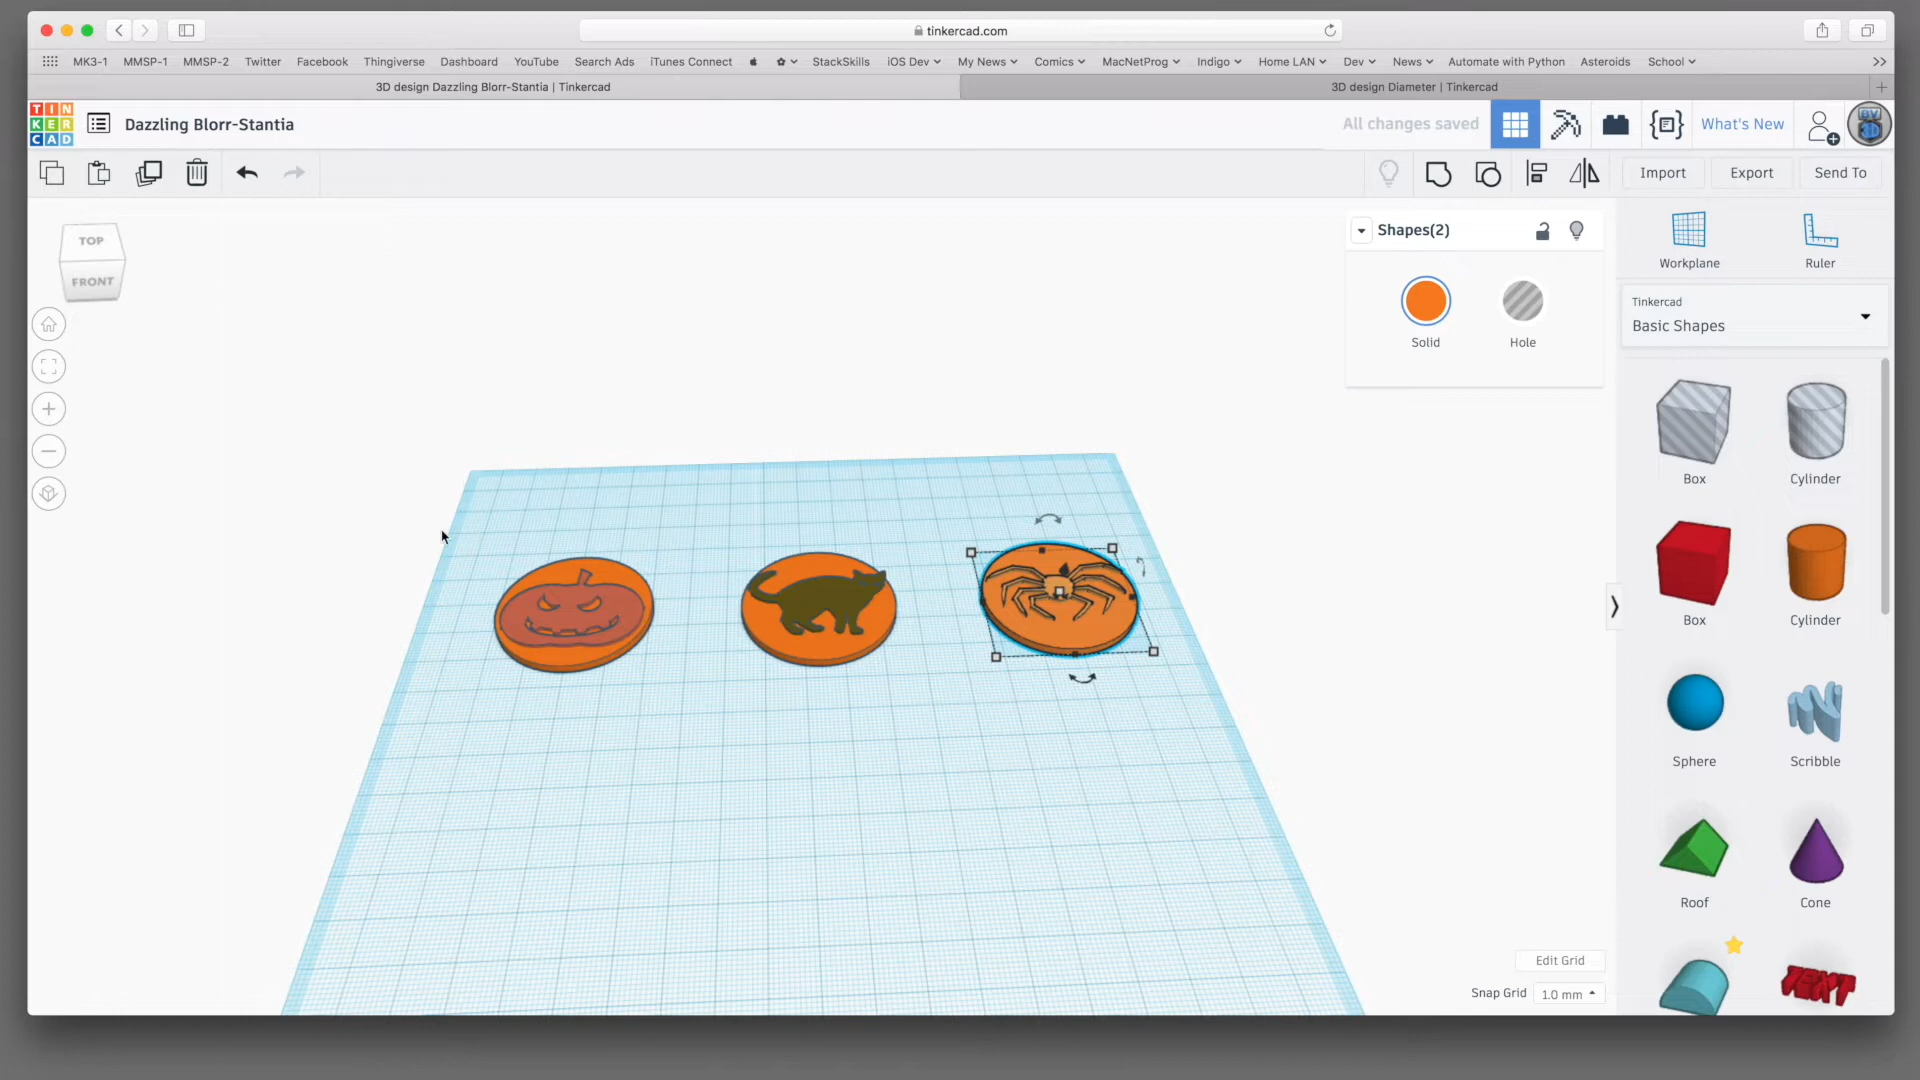 tinkercad.com
MK3-1 MMSP-1 MMSP-2 Twitter Facebook Thingiverse Dashboard YouTube Search Ads iTunes Connect StackSkills iOS Dev My News Comics MacNetProg Indigo Home LAN Dev News Automate with Python Asteroids School
3D design Dazzling Blorr-Stantia | Tinkercad 3D design Diameter | Tinkercad
TIN
KER
CAD
Dazzling Blorr-Stantia All changes saved What's New
Import Export Send To
TOP
FRONT
Shapes(2)
Solid Hole
Workplane Ruler
Tinkercad
Basic Shapes
Box Cylinder
Box Cylinder
Sphere Scribble
Roof Cone
TEXT
Edit Grid
Snap Grid 1.0 mm